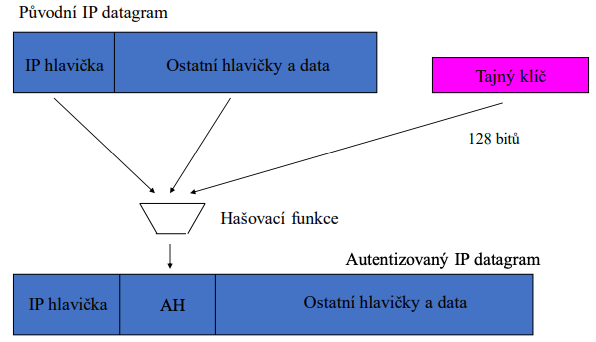 Původní IP datagram
IP hlavička
Ostatní hlavičky a data
Tajný klíč
128 bitů
Hašovací funkce
Autentizovaný IP datagram
IP hlavička
AH
Ostatní hlavičky a data